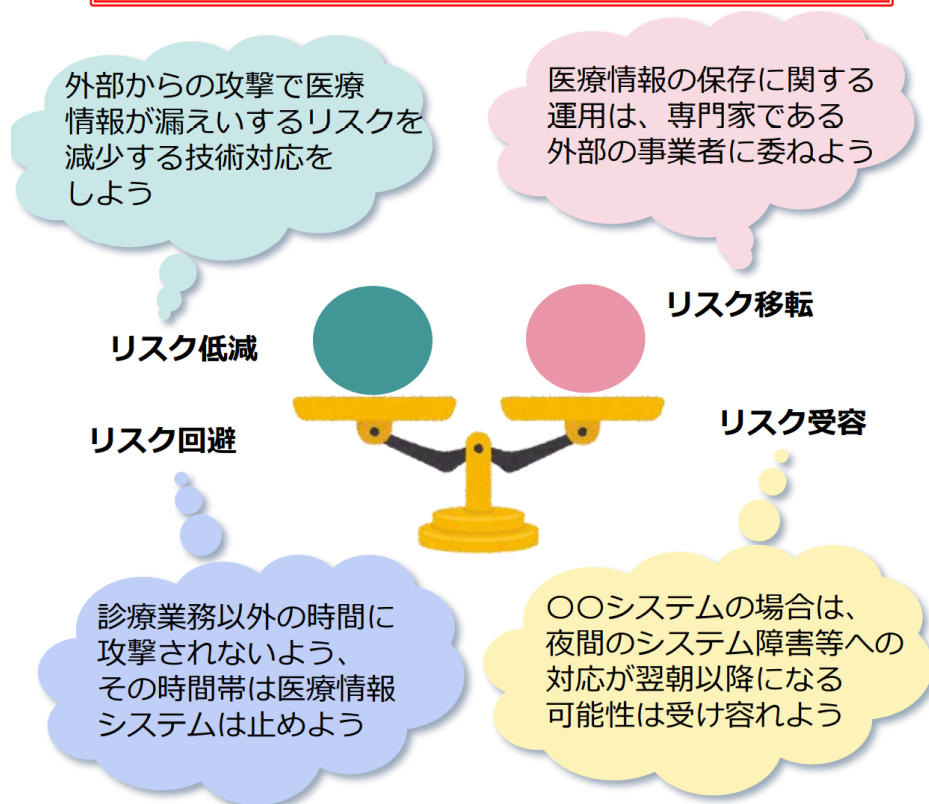 外部からの攻撃で医療
情報が漏えいするリスクを
減少する技術対応を
しよう
医療情報の保存に関する
運用は、専門家である
外部の事業者に委ねよう
リスク移転
リスク低減
リスク回避
リスク受容
診療業務以外の時間に
攻撃されないよう、
その時間帯は医療情報
システムは止めよう
〇〇システムの場合は、
夜間のシステム障害等への
対応が翌朝以降になる
可能性は受け容れよう